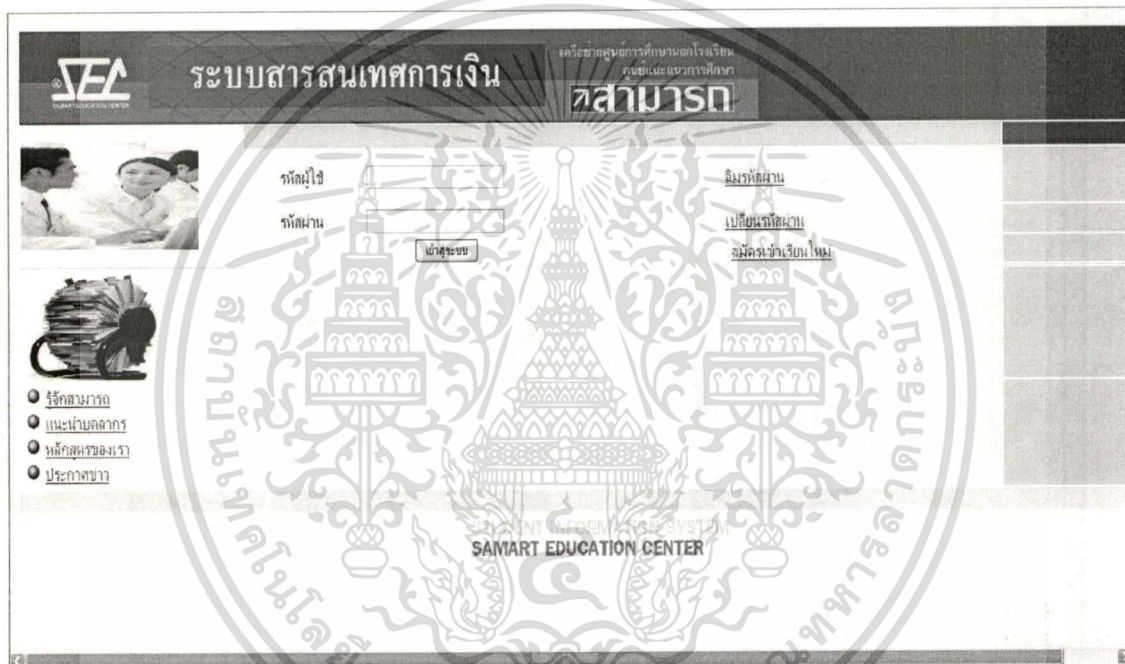 SEC
SAMART EDUCATION CENTER
ระบบสารสนเทศการเงิน
เครือข่ายศูนย์การศึกษานอกโรงเรียน
ศูนย์แนะแนวการศึกษา
สามารถ
รหัสผู้ใช้
ลืมรหัสผ่าน
รหัสผ่าน
เปลี่ยนรหัสผ่าน
เข้าสู่ระบบ
สมัครเข้าเรียนใหม่
รู้จักสามารถ
แนะนำบุคลากร
หลักสูตรของเรา
ประกาศข่าว
STUDENT INFORMATION SYSTEM
SAMART EDUCATION CENTER